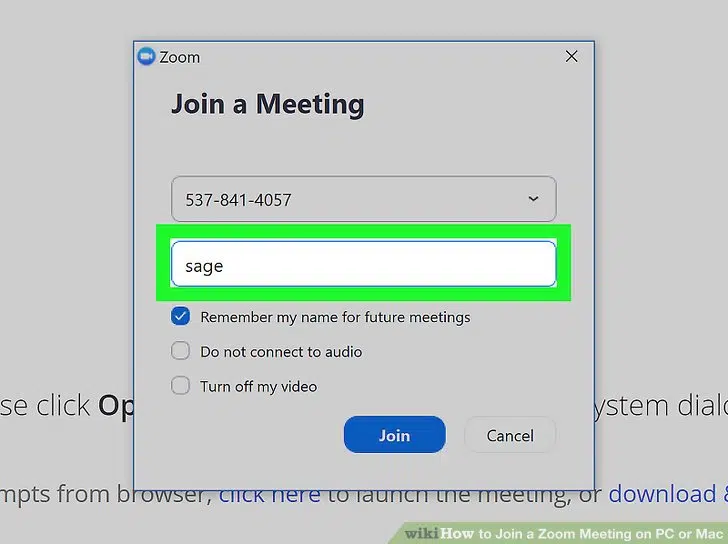 Zoom
Join a Meeting
537-841-4057
sage
Remember my name for future meetings
Do not connect to audio
Turn off my video
se click Op
ystem dialo
Join
Cancel
mpts from browser, click here to launch the meeting, or download &
wikiHow to Join a Zoom Meeting on PC or Mac